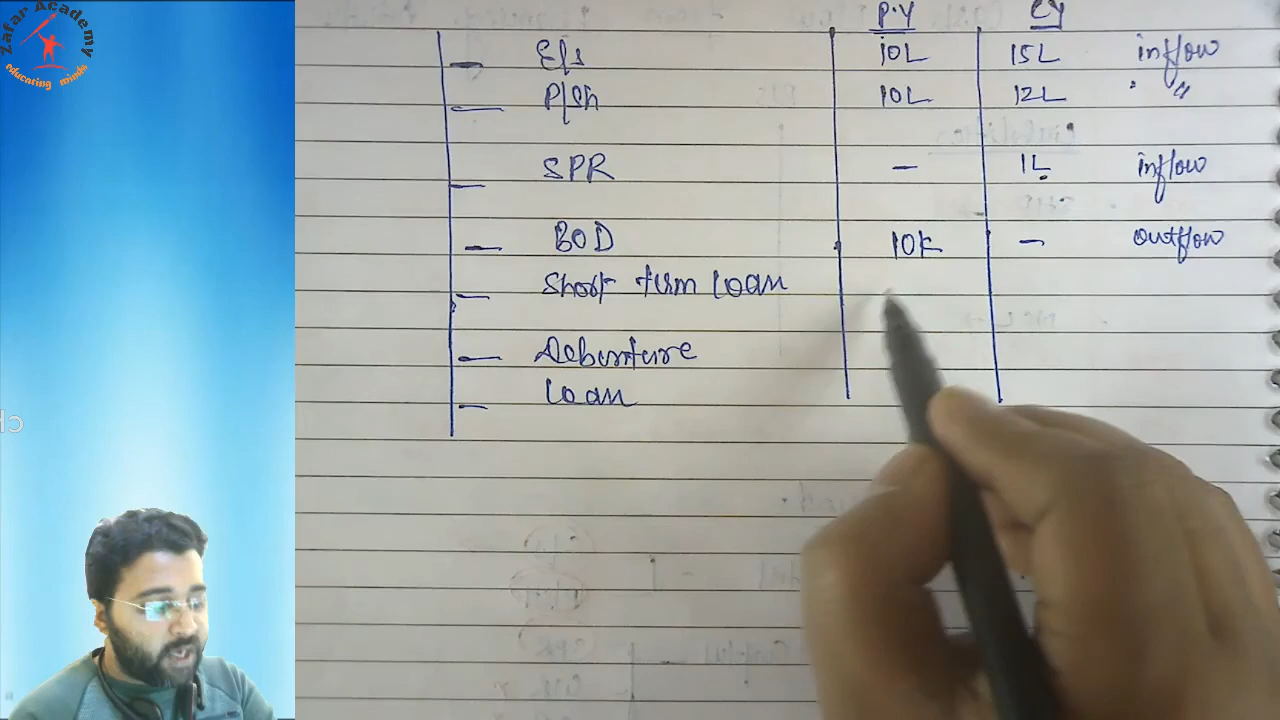 Zafar Academy
educating minds
P.Y CY
E/s 10L 15L inflow
P/Sh 10L 12L " "
SPR - 1L inflow
BOD 10K - Outflow
Short term Loan
Debenture
Loan